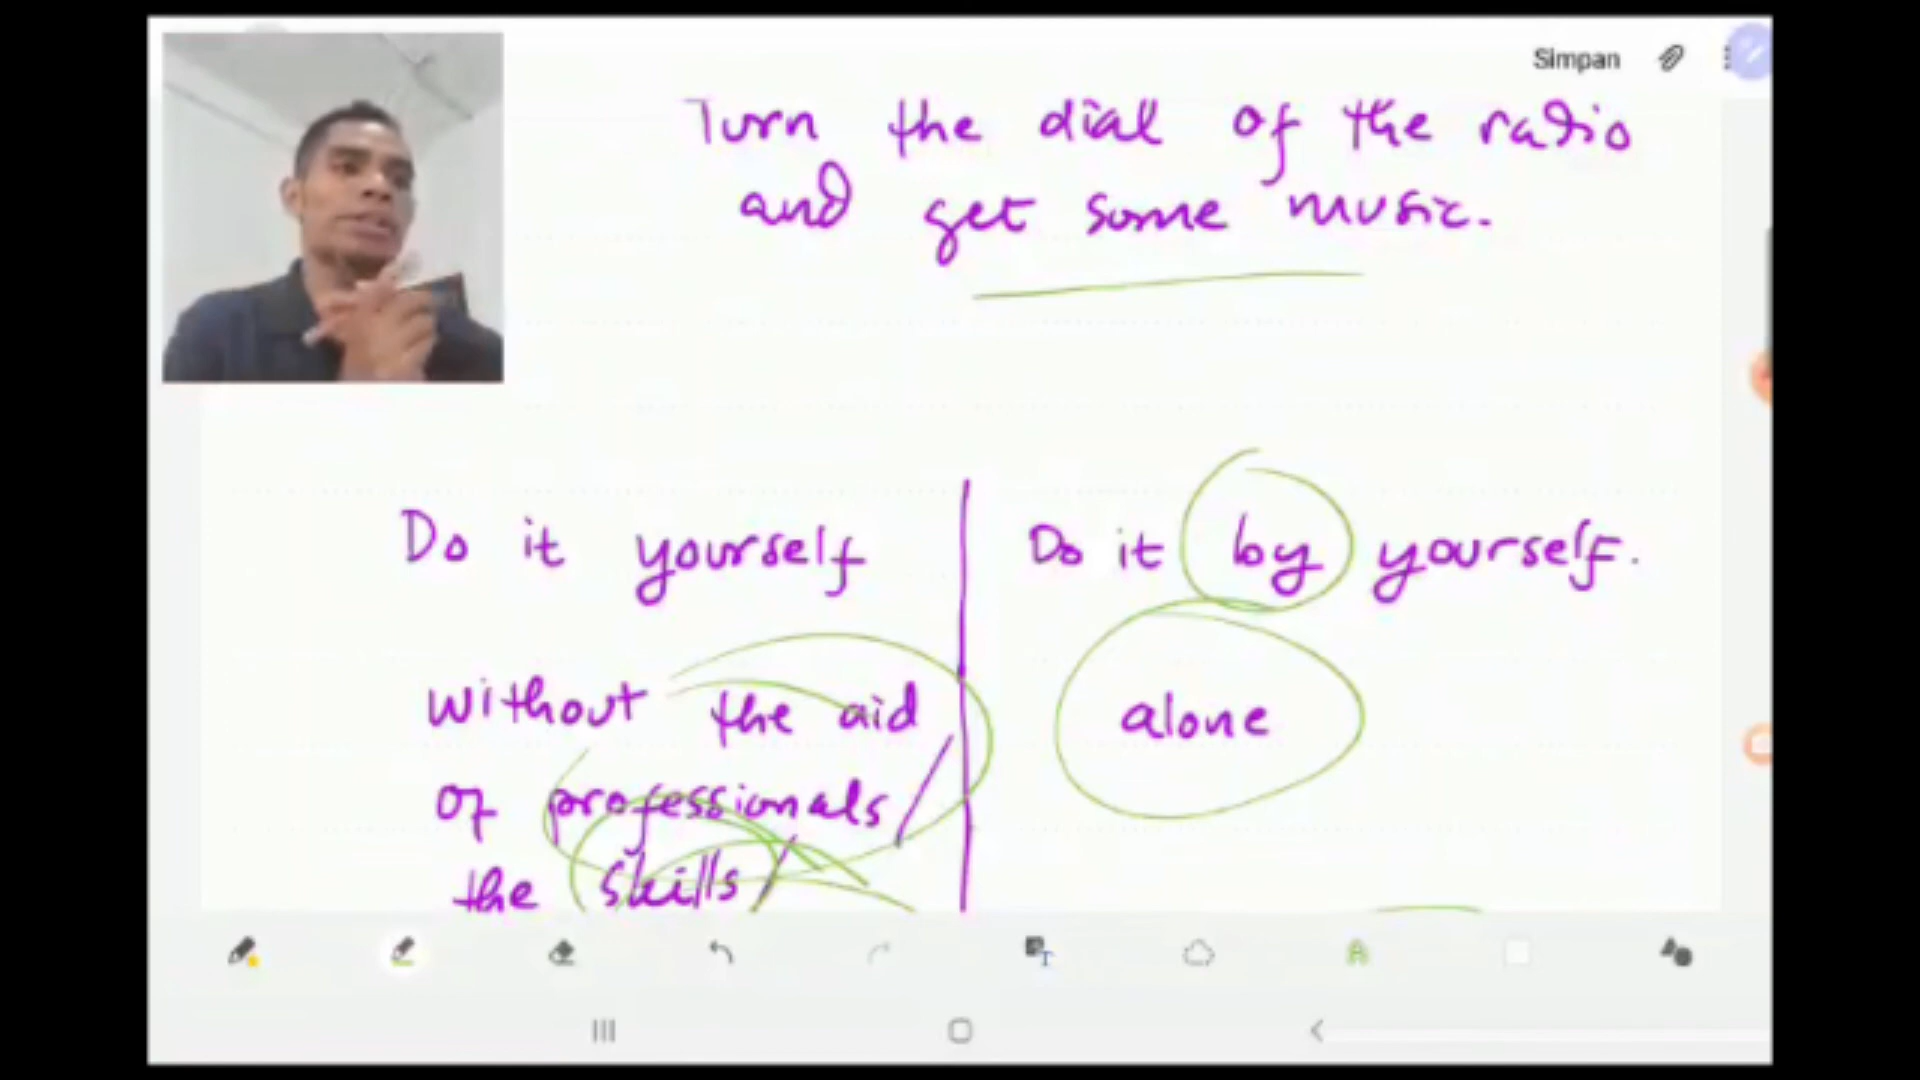 Simpan
Turn the dial of the radio
and get some music.
Do it yourself
Do it by yourself.
without the aid
of professionals /
the skills /
alone